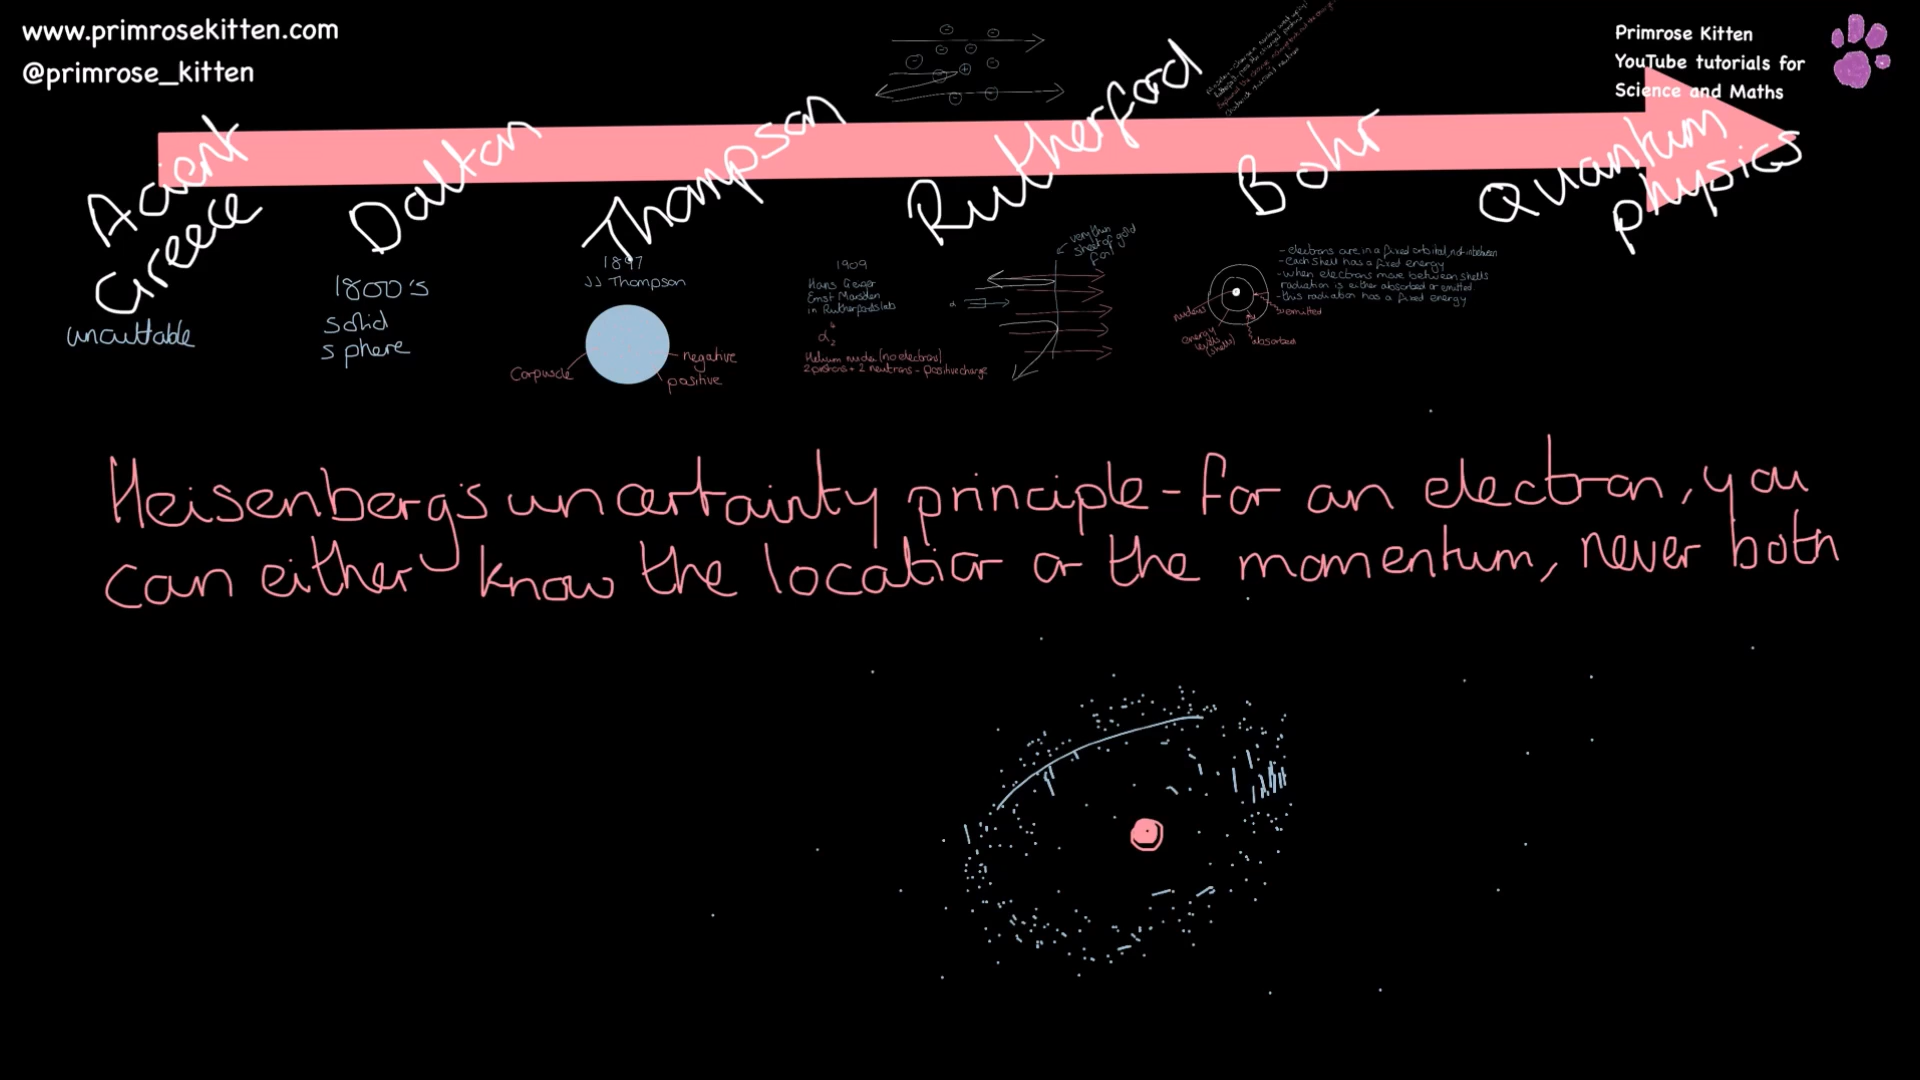 www.primrosekitten.com
@primrose_kitten
Primrose Kitten
YouTube tutorials for
Science and Maths
Acient
Greece
Dalton
Thompson
Rutherford
Bohr
Quantum
physics
uncuttable
1800's
solid
sphere
1897
JJ Thompson
Corpuscle
negative
positive
1909
Hans Geiger
Ernst Marsden
in Rutherfords lab
α
4
2
Helium nuclei (no electrons)
2 protons + 2 neutrons - positive charge
very thin
sheet of gold
foil
α
nucleus
energy
levels
(shells)
emitted
absorbed
- electrons are in a fixed orbital, not inbetween
- each shell has a fixed energy
- when electrons move between shells
radiation is either absorbed or emitted
- this radiation has a fixed energy
Heisenberg's uncertainty principle - for an electron, you
can either know the location or the momentum, never both